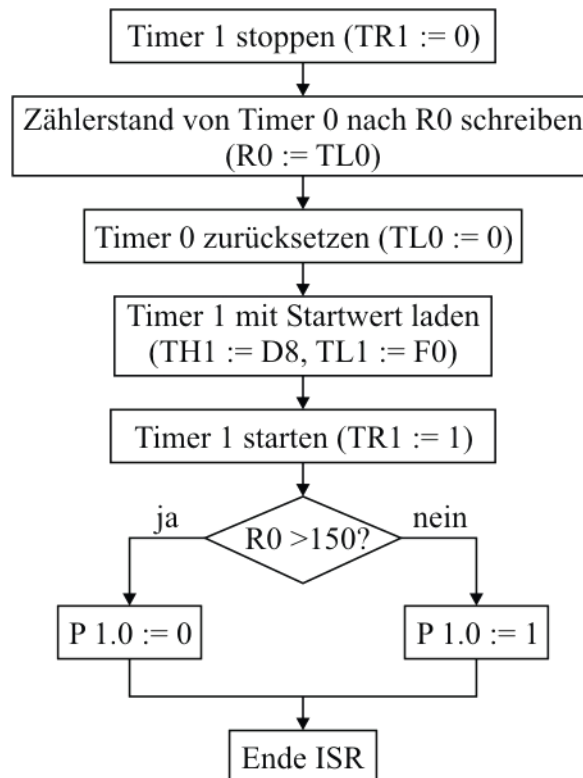 Timer 1 stoppen (TR1 := 0)
Zählerstand von Timer 0 nach R0 schreiben
(R0 := TL0)
Timer 0 zurücksetzen (TL0 := 0)
Timer 1 mit Startwert laden
(TH1 := D8, TL1 := F0)
Timer 1 starten (TR1 := 1)
ja
nein
R0 >150?
P 1.0 := 0
P 1.0 := 1
Ende ISR